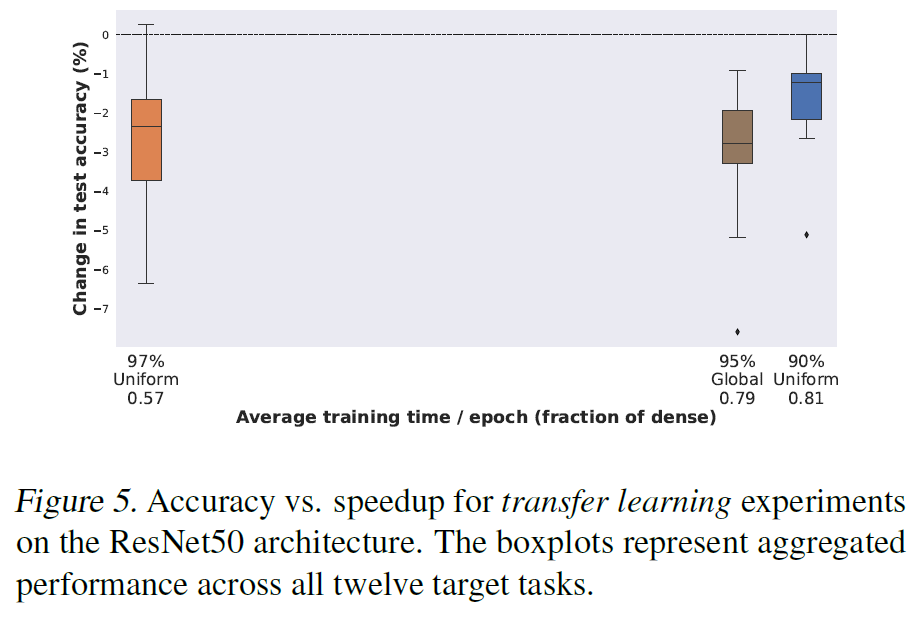 Change in test accuracy (%)
0
−1
−2
−3
−4
−5
−6
−7
97%
Uniform
0.57
95%
Global
0.79
90%
Uniform
0.81
Average training time / epoch (fraction of dense)
Figure 5. Accuracy vs. speedup for transfer learning experiments
on the ResNet50 architecture. The boxplots represent aggregated
performance across all twelve target tasks.